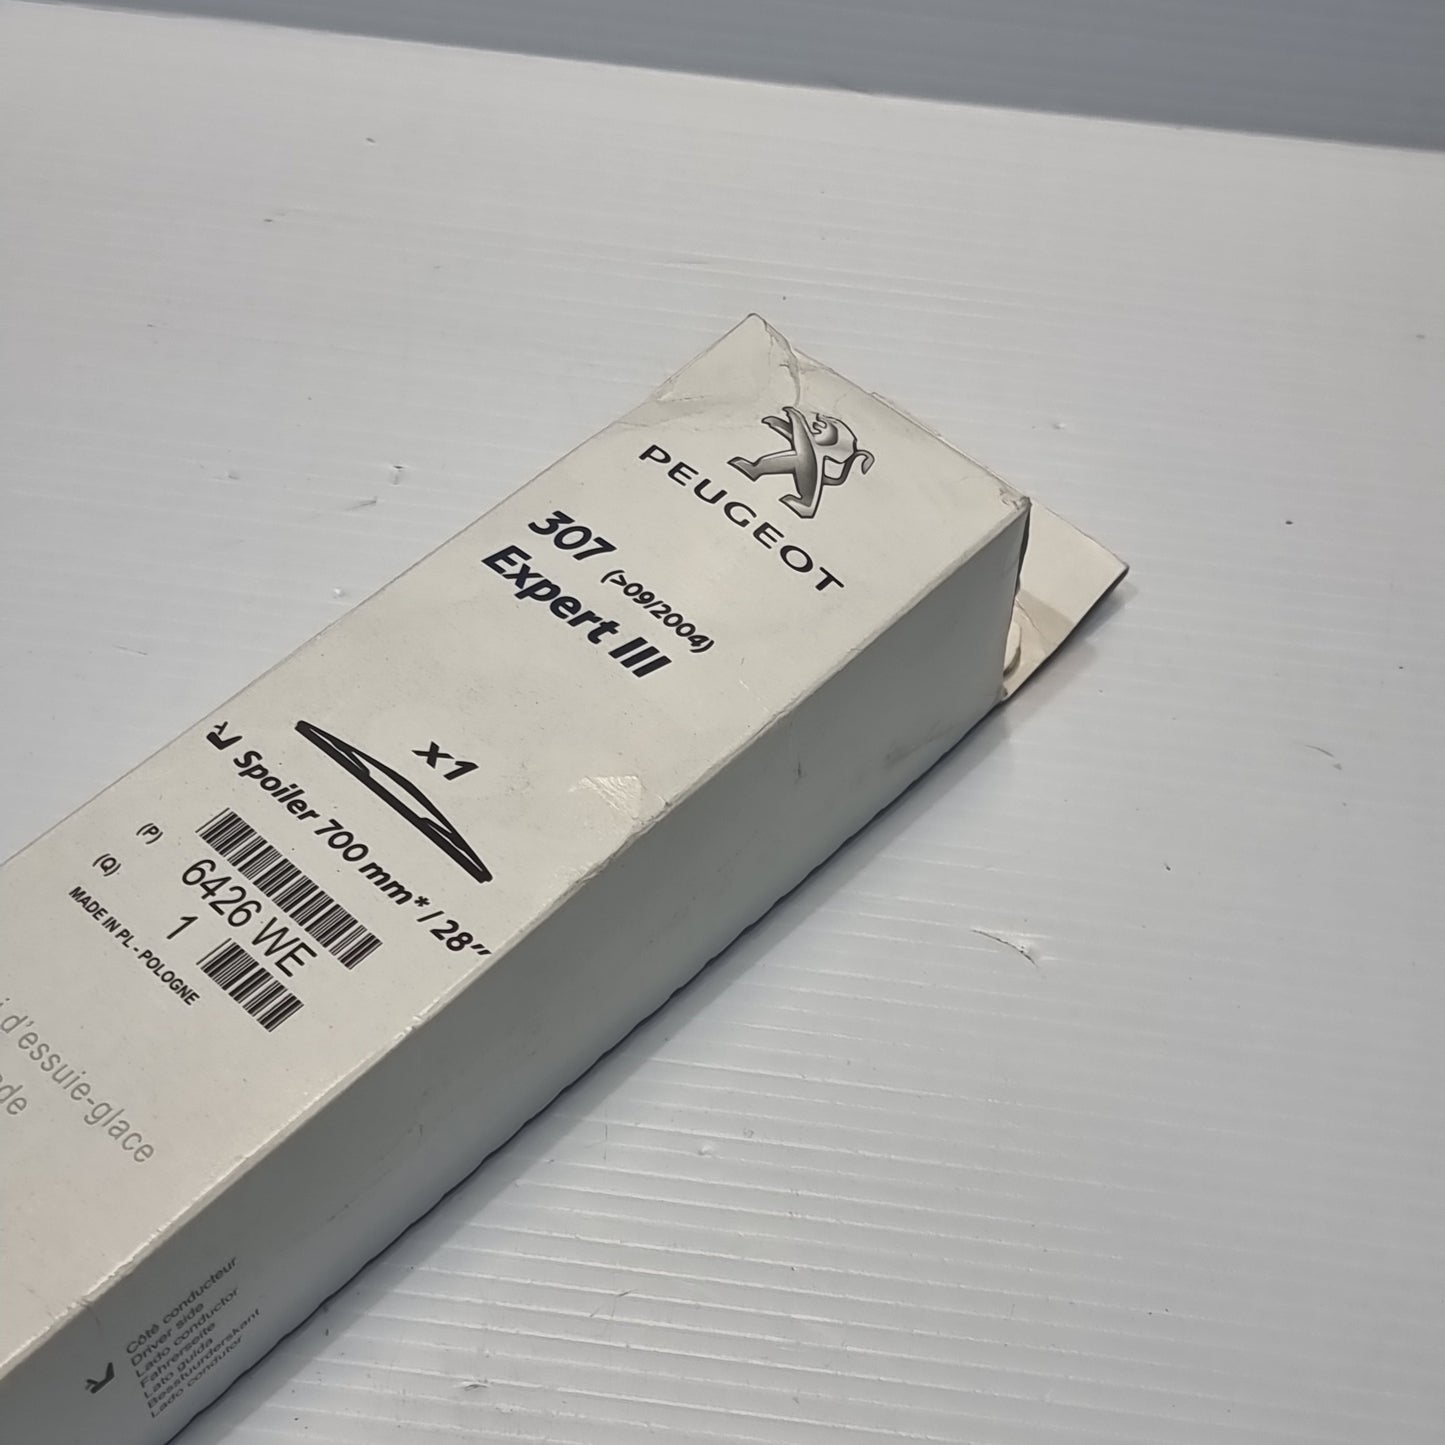 PEUGEOT
307 (>09/2004)
Expert III
x1
Spoiler 700 mm* / 28"
(P) 6426 WE
(Q) 1
MADE IN PL - POLOGNE
d'essuie-glace
Côté conducteur
Driver side
Lado conductor
Fahrerseite
Lato guida
Bestuurderskant
Lado condutor